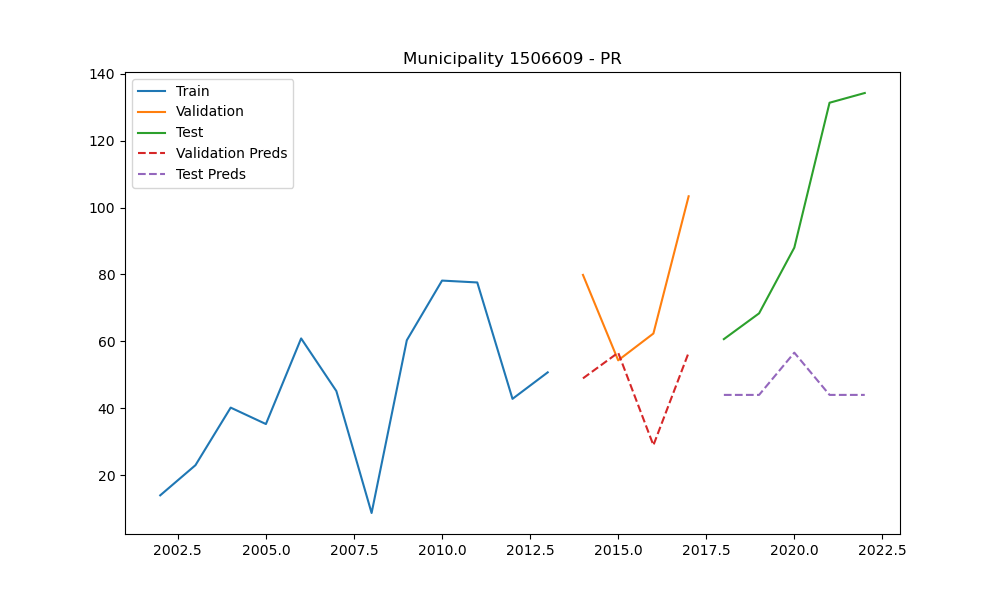 Municipality 1506609 - PR
Train
Validation
Test
Validation Preds
Test Preds
140
120
100
80
60
40
20
2002.5 2005.0 2007.5 2010.0 2012.5 2015.0 2017.5 2020.0 2022.5